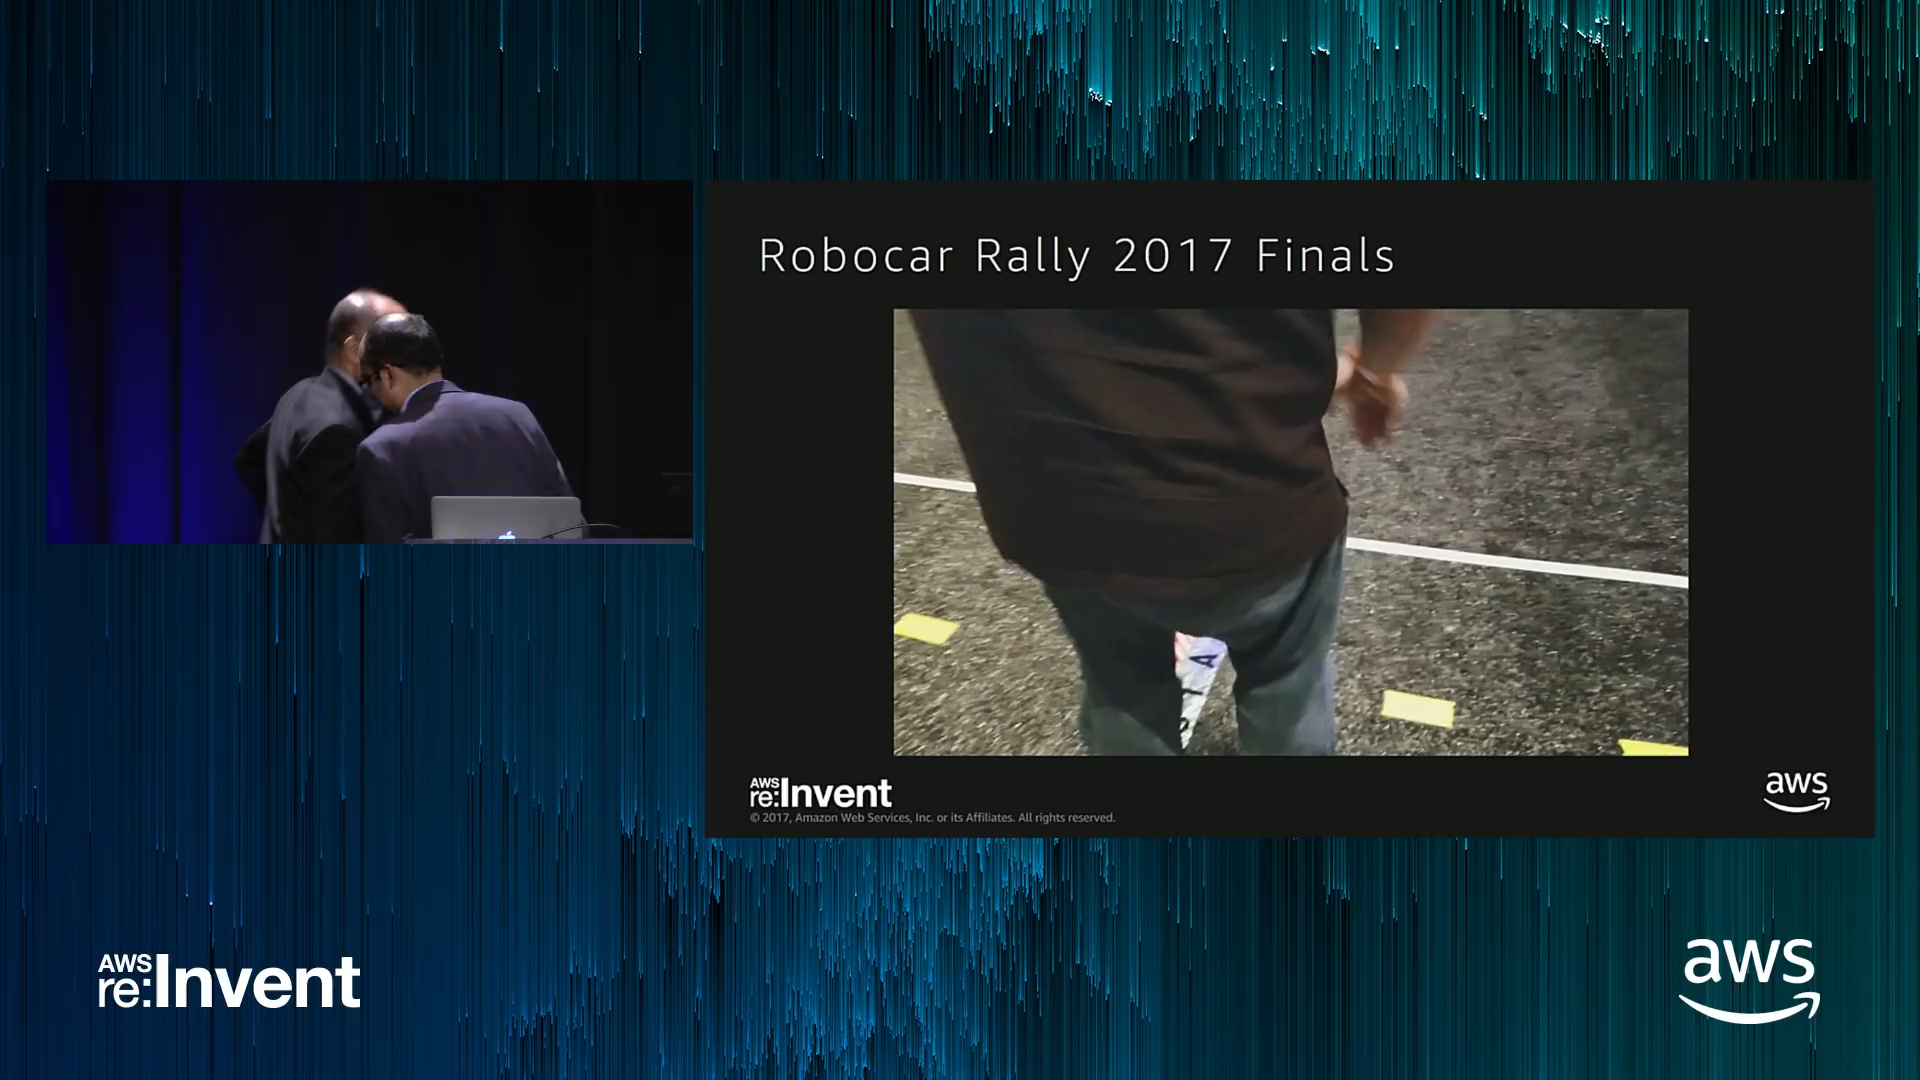 Robocar Rally 2017 Finals
A
AWS
re:Invent
© 2017, Amazon Web Services, Inc. or its Affiliates. All rights reserved.
aws
AWS
re:Invent
aws